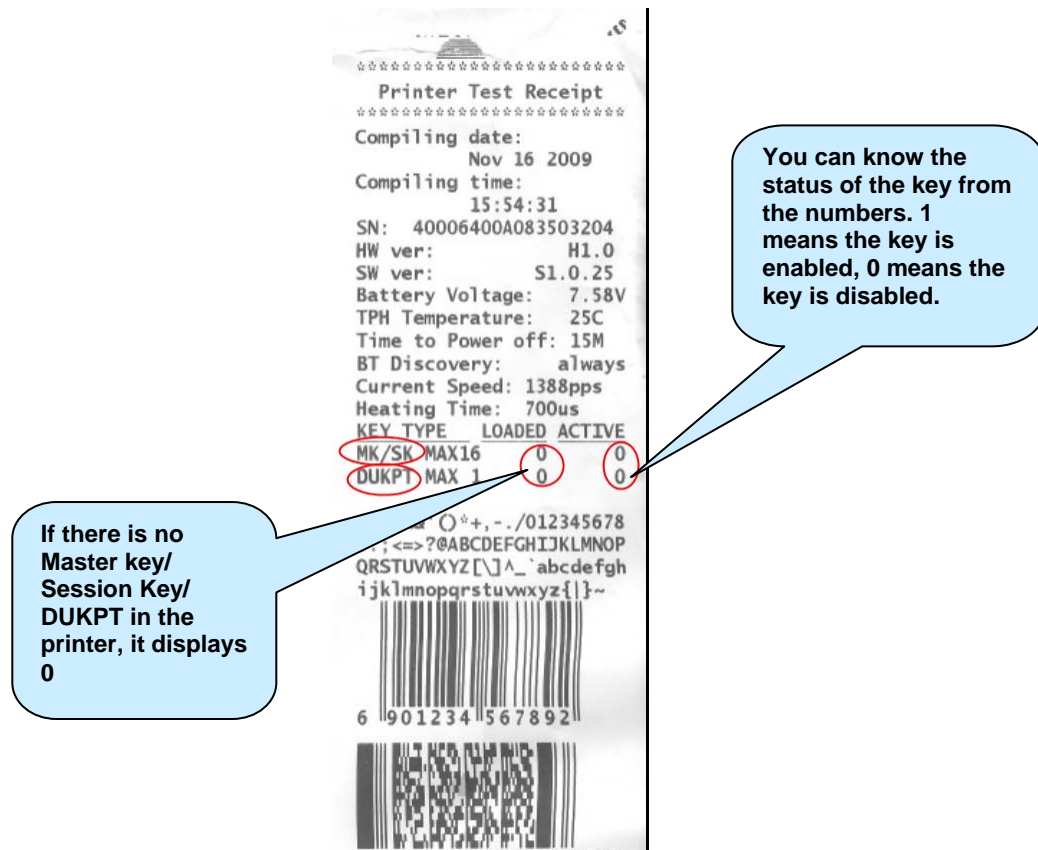 ************************
Printer Test Receipt
************************
Compiling date:
Nov 16 2009
Compiling time:
15:54:31
SN: 40006400A083503204
HW ver: H1.0
SW ver: S1.0.25
Battery Voltage: 7.58V
TPH Temperature: 25C
Time to Power off: 15M
BT Discovery: always
Current Speed: 1388pps
Heating Time: 700us
KEY TYPE LOADED ACTIVE
MK/SK MAX16 0 0
DUKPT MAX 1 0 0
()*+,-./012345678
;<=>?@ABCDEFGHIJKLMNOP
QRSTUVWXYZ[\]^_`abcdefgh
ijklmnopqrstuvwxyz{|}~
6 901234 567892
You can know the
status of the key from
the numbers. 1
means the key is
enabled, 0 means the
key is disabled.
If there is no
Master key/
Session Key/
DUKPT in the
printer, it displays
0